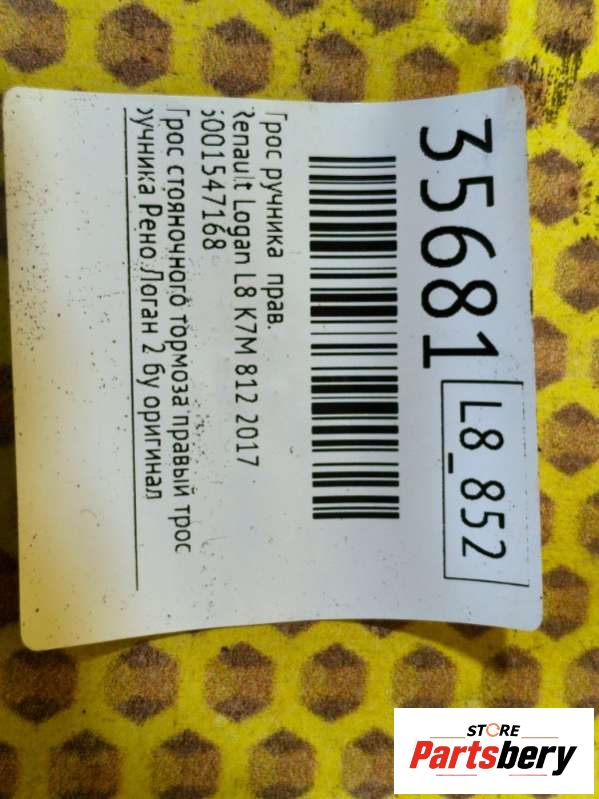 35681
L8_852
Трос ручника прав.
Renault Logan L8 K7M 812 2017
6001547168
Трос стояночного тормоза правый трос
ручника Рено Логан 2 бу оригинал
STORE
Partsbery